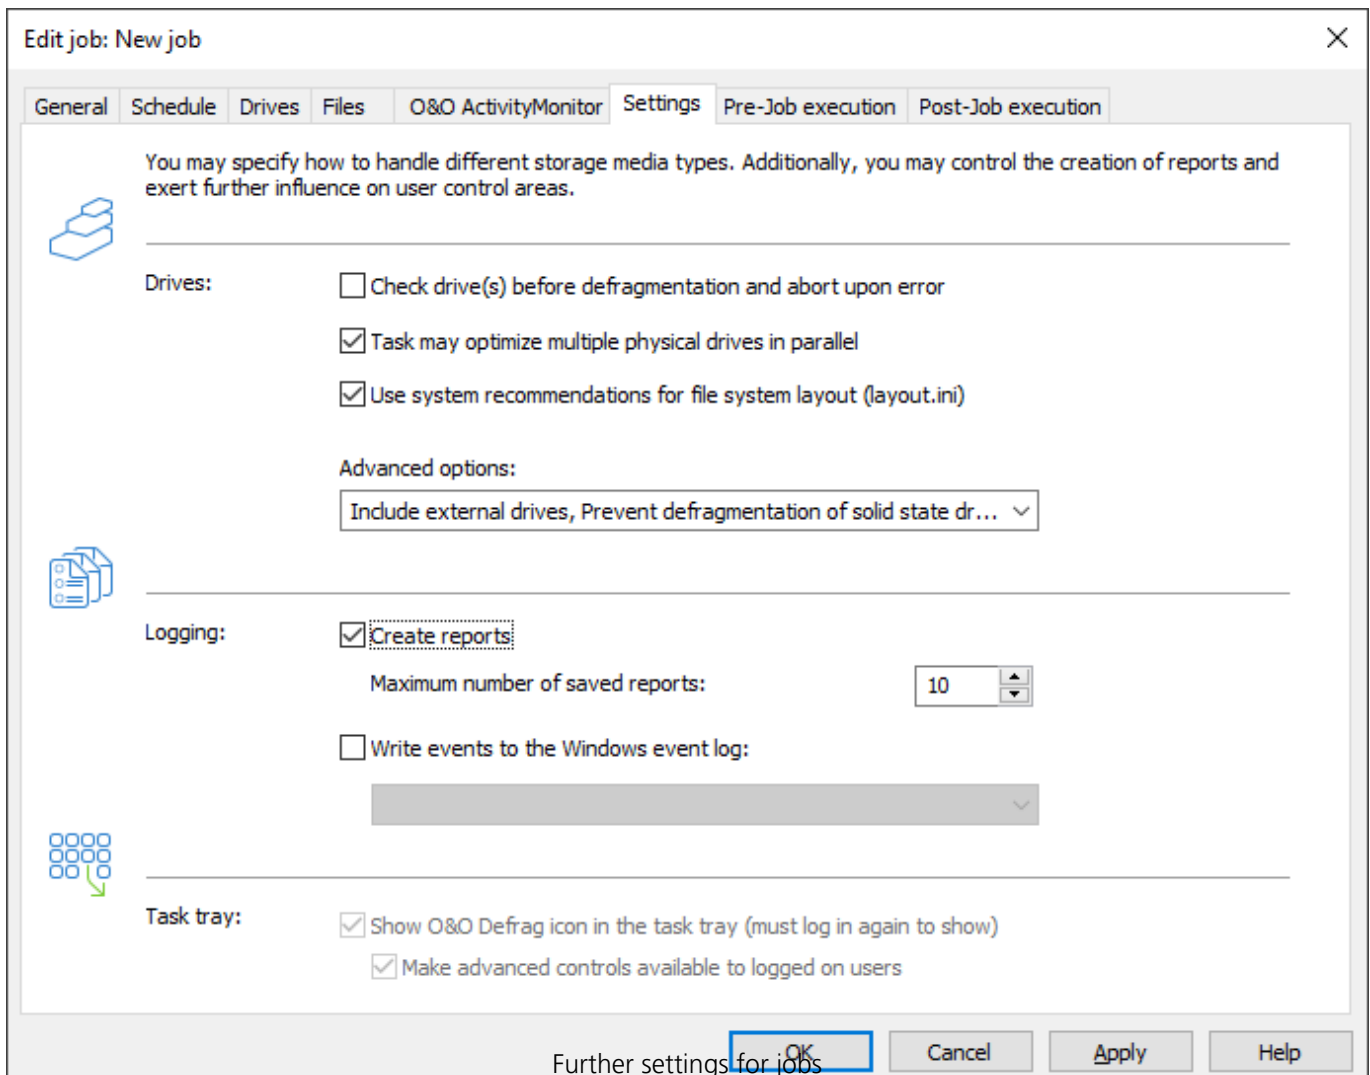 Edit job: New job
General Schedule Drives Files O&O ActivityMonitor Settings Pre-Job execution Post-Job execution
You may specify how to handle different storage media types. Additionally, you may control the creation of reports and
exert further influence on user control areas.
Drives:
Check drive(s) before defragmentation and abort upon error
Task may optimize multiple physical drives in parallel
Use system recommendations for file system layout (layout.ini)
Advanced options:
Include external drives, Prevent defragmentation of solid state dr...
Logging:
Create reports
Maximum number of saved reports: 10
Write events to the Windows event log:
Task tray:
Show O&O Defrag icon in the task tray (must log in again to show)
Make advanced controls available to logged on users
OK Cancel Apply Help
Further settings for jobs